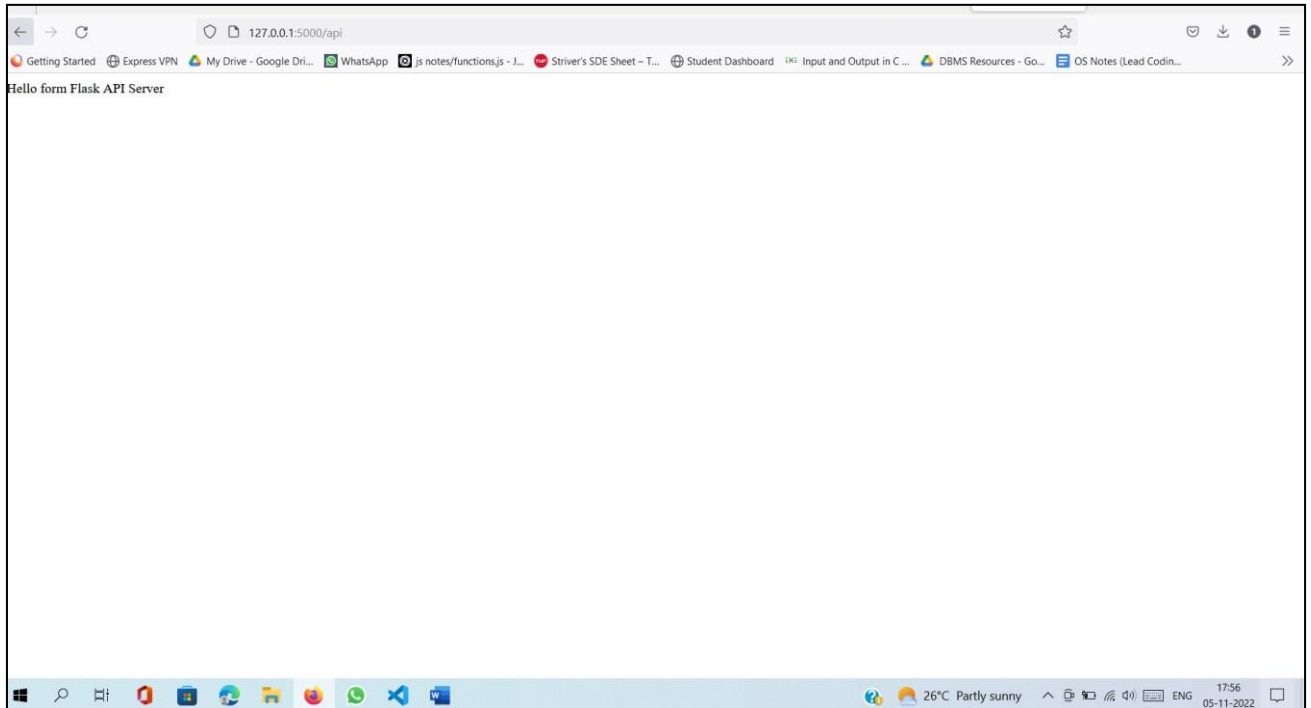 127.0.0.1:5000/api
Getting Started Express VPN My Drive - Google Dri... WhatsApp js notes/functions.js - J... Striver's SDE Sheet – T... Student Dashboard Input and Output in C ... DBMS Resources - Go... OS Notes (Lead Codin...
Hello form Flask API Server
26°C Partly sunny ENG 17:56
05-11-2022